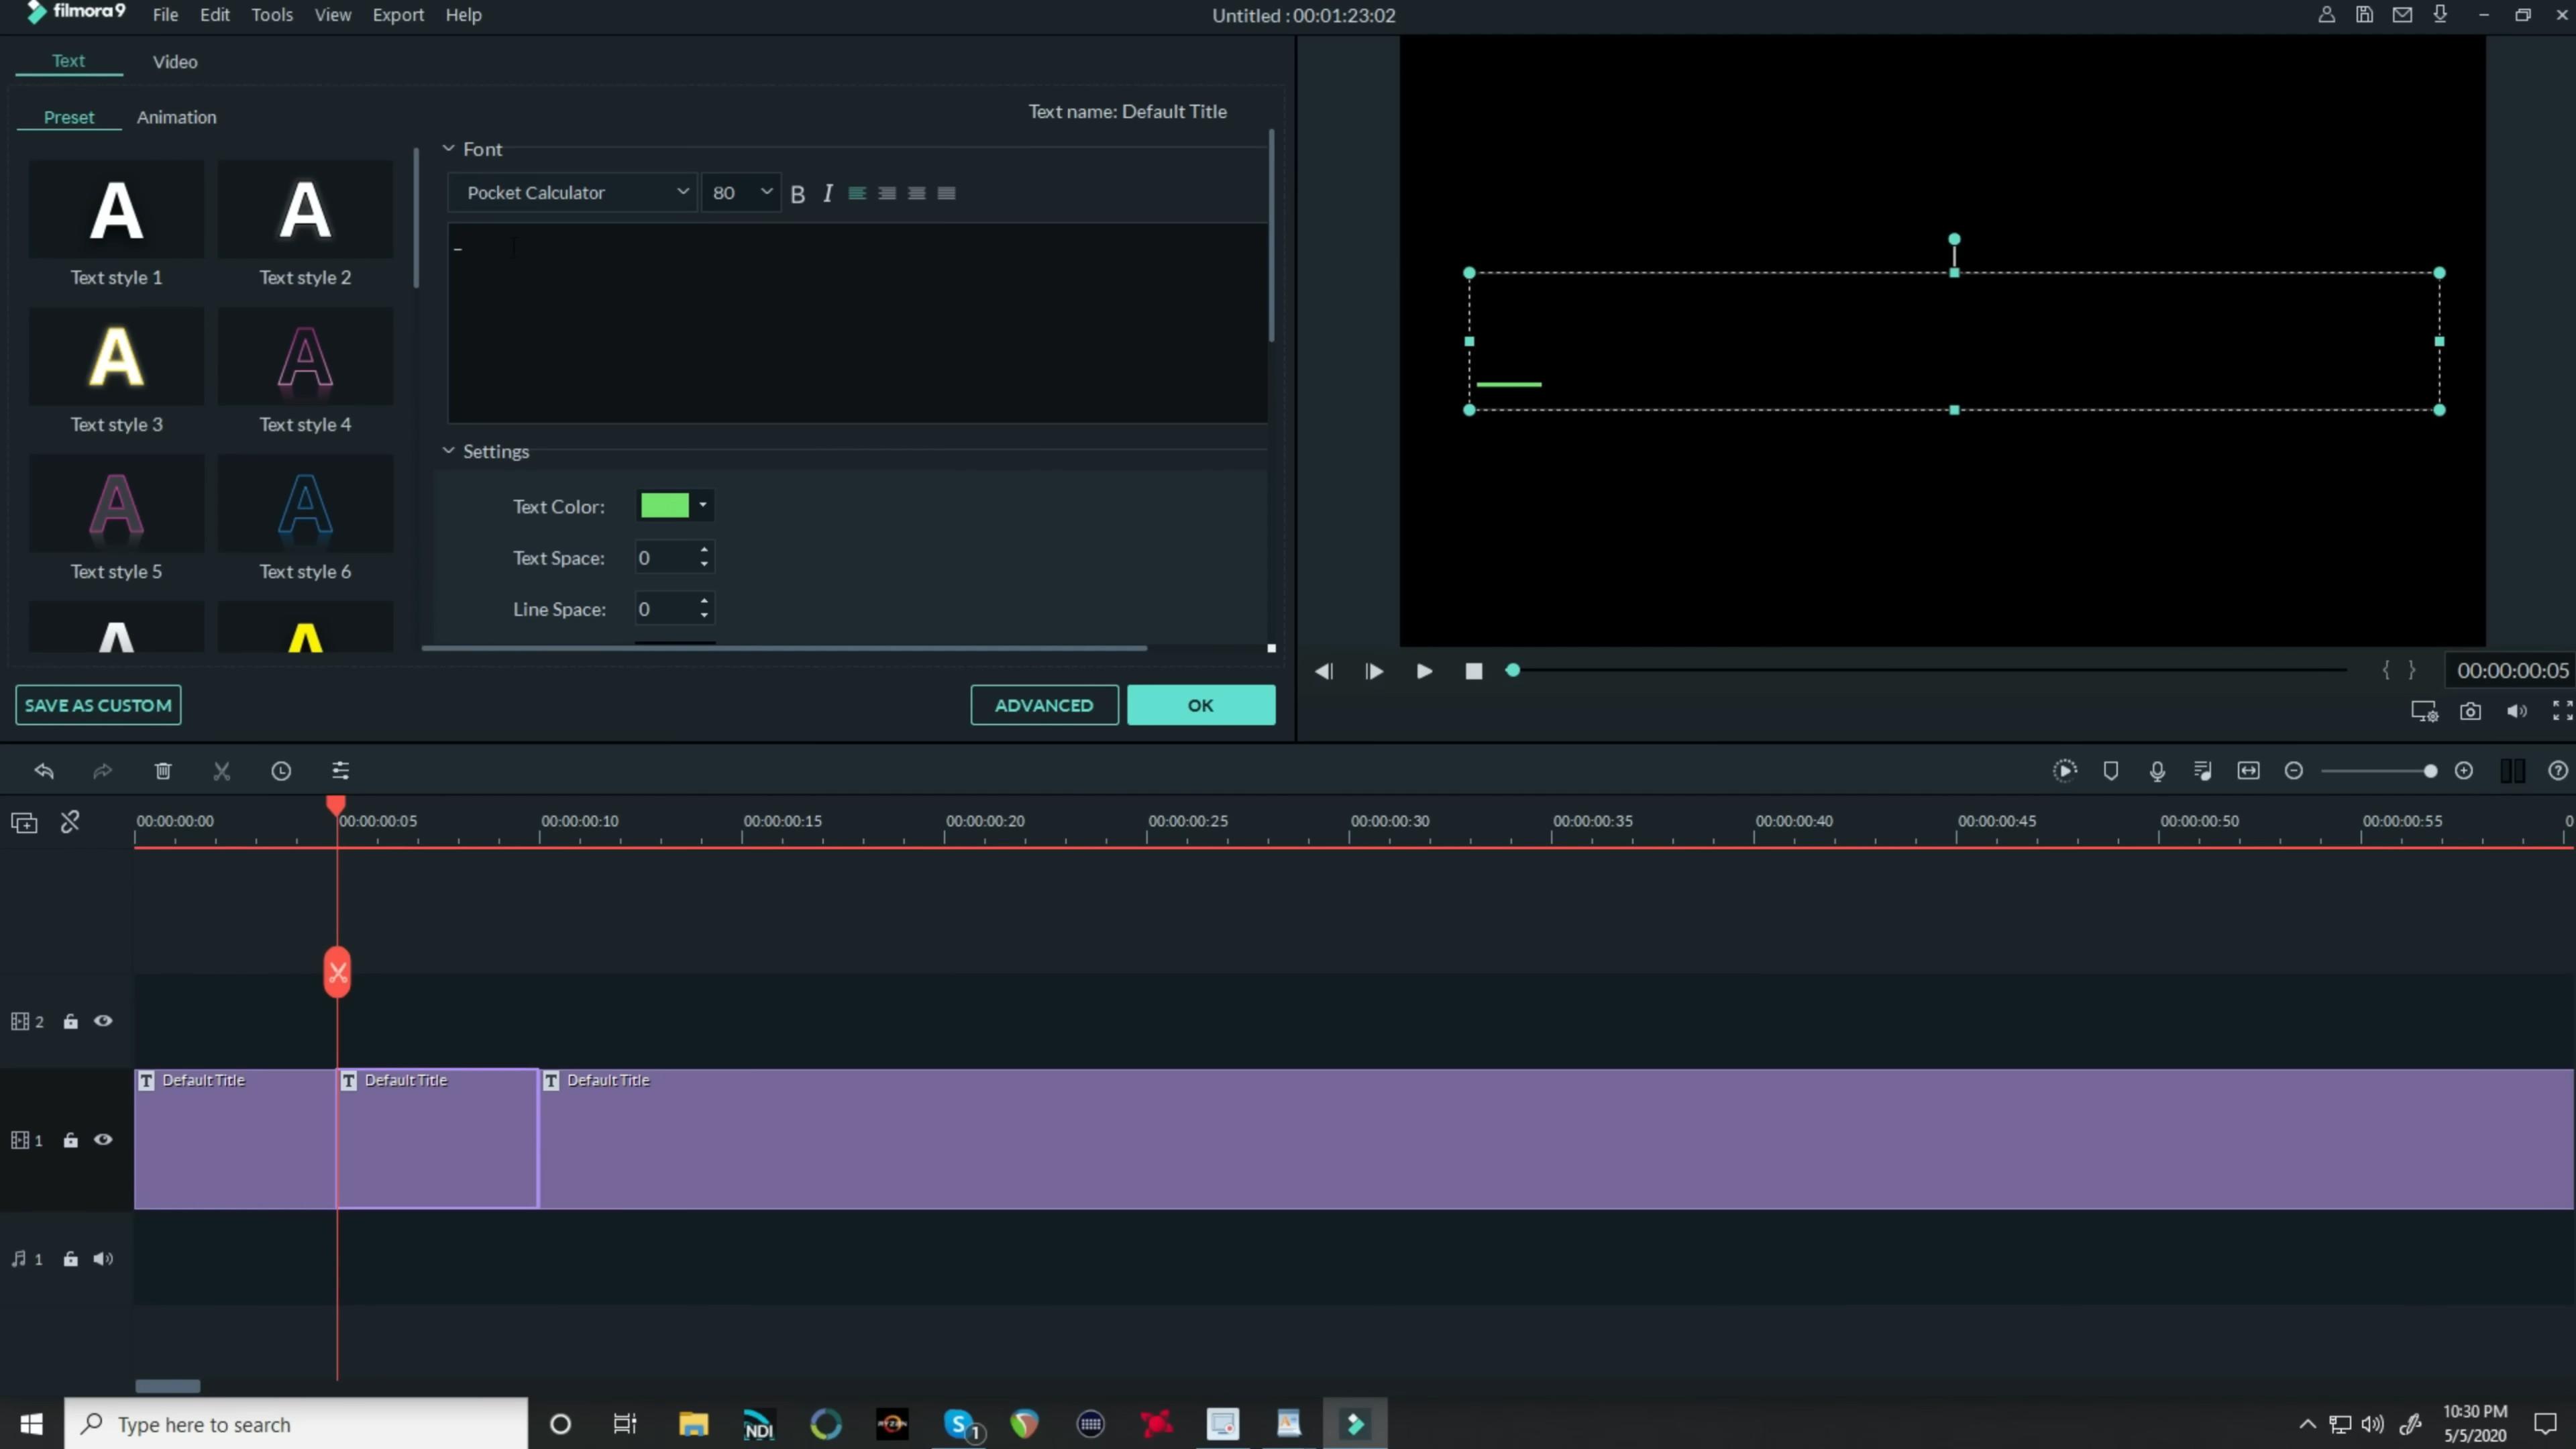 filmora9 File Edit Tools View Export Help Untitled : 00:01:23:02
Text Video
Preset Animation Text name: Default Title
Font
Pocket Calculator 80 B I
A A
_
Text style 1 Text style 2
A A
Text style 3 Text style 4
Settings
A A
Text Color:
Text Space: 0
Text style 5 Text style 6
Line Space: 0
A A
{ } 00:00:00:05
SAVE AS CUSTOM ADVANCED OK
00:00:00:00 00:00:00:05 00:00:00:10 00:00:00:15 00:00:00:20 00:00:00:25 00:00:00:30 00:00:00:35 00:00:00:40 00:00:00:45 00:00:00:50 00:00:00:55 0
2
T Default Title T Default Title T Default Title
1
1
Type here to search NDI RYZEN S 1 10:30 PM
5/5/2020